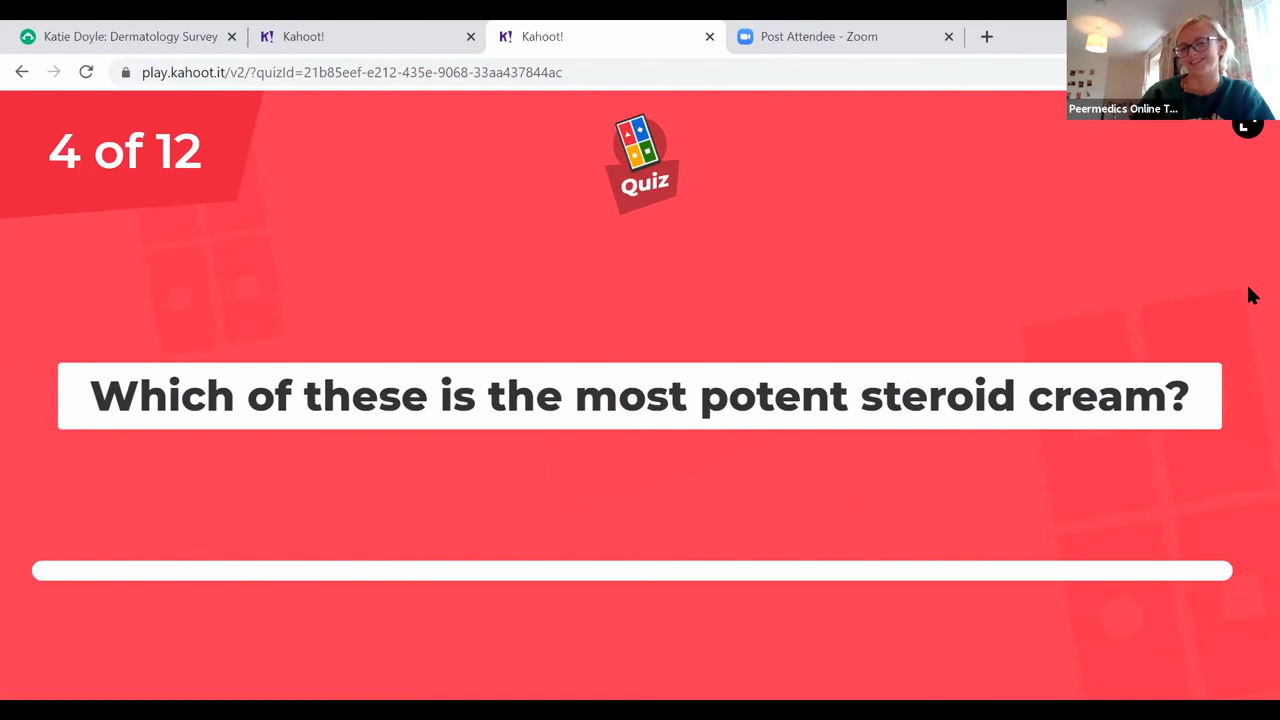 Katie Doyle: Dermatology Survey
K! Kahoot!
K! Kahoot!
Post Attendee - Zoom
play.kahoot.it/v2/?quizId=21b85eef-e212-435e-9068-33aa437844ac
Peermedics Online T...
4 of 12
Quiz
Which of these is the most potent steroid cream?